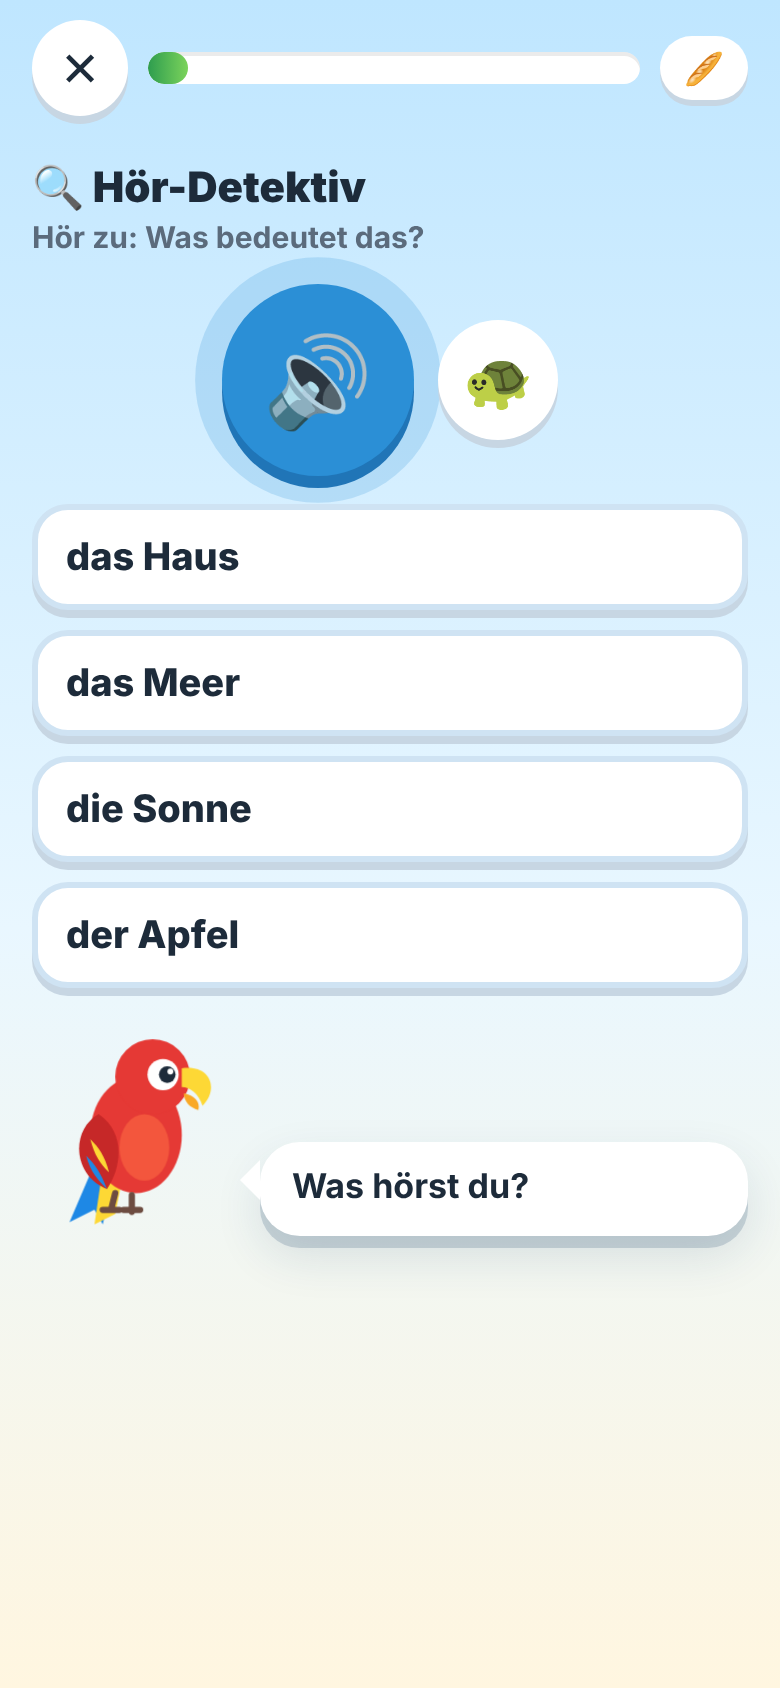 Hör-Detektiv
Hör zu: Was bedeutet das?
das Haus
das Meer
die Sonne
der Apfel
Was hörst du?